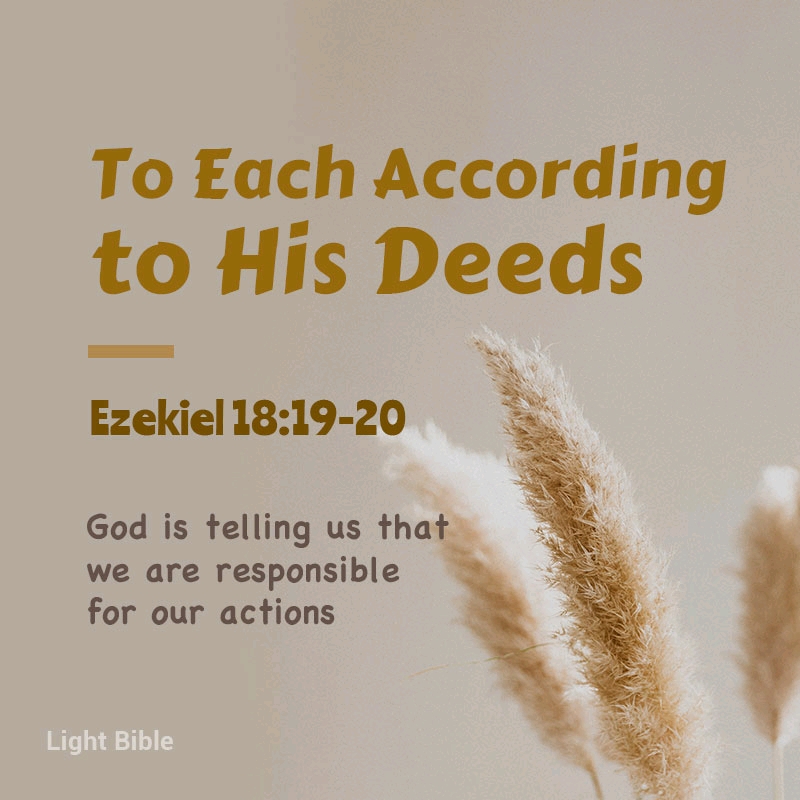 To Each According
to His Deeds
Ezekiel 18:19-20
God is telling us that
we are responsible
for our actions
Light Bible